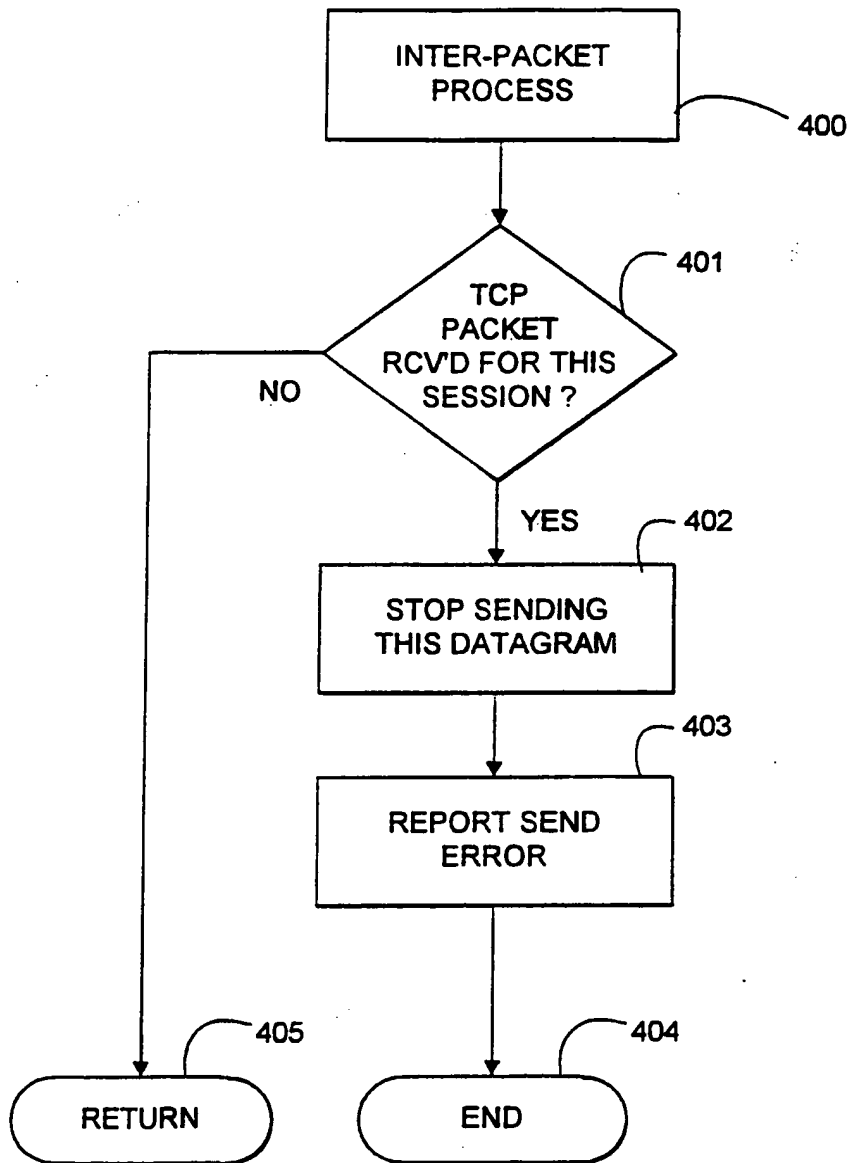 INTER-PACKET
PROCESS
400
401
TCP
PACKET
RCV'D FOR THIS
SESSION ?
NO
YES
402
STOP SENDING
THIS DATAGRAM
403
REPORT SEND
ERROR
405
404
RETURN
END